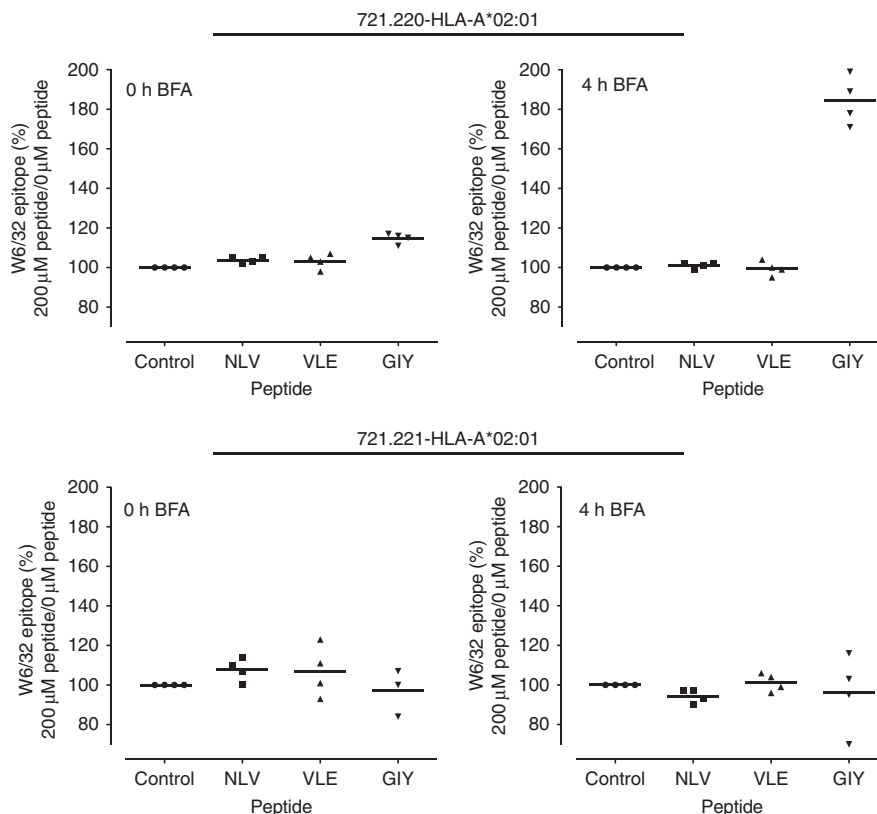 721.220-HLA-A*02:01
W6/32 epitope (%)
200 µM peptide/0 µM peptide
200
180
160
140
120
100
80
0 h BFA
Control NLV VLE GIY
Peptide
W6/32 epitope (%)
200 µM peptide/0 µM peptide
200
180
160
140
120
100
80
4 h BFA
Control NLV VLE GIY
Peptide
721.221-HLA-A*02:01
W6/32 epitope (%)
200 µM peptide/0 µM peptide
200
180
160
140
120
100
80
0 h BFA
Control NLV VLE GIY
Peptide
W6/32 epitope (%)
200 µM peptide/0 µM peptide
200
180
160
140
120
100
80
4 h BFA
Control NLV VLE GIY
Peptide